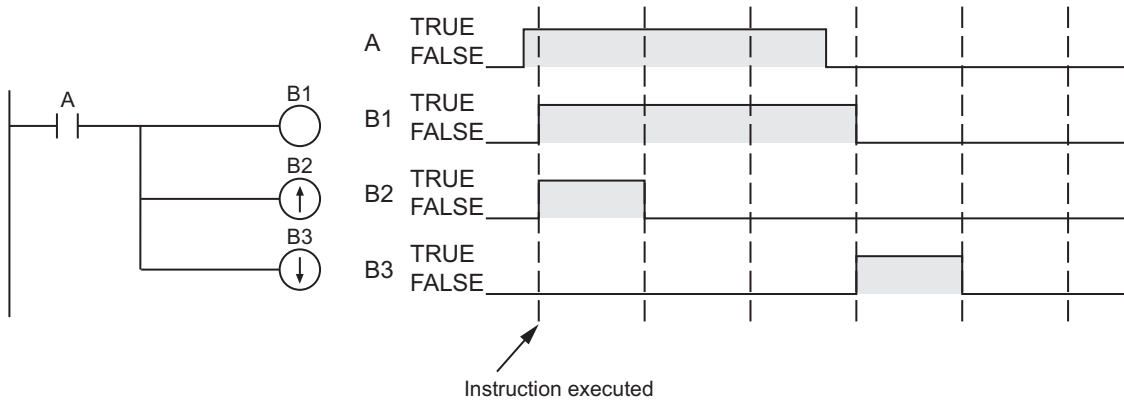 A
B1
B2
B3
A TRUE
FALSE
B1 TRUE
FALSE
B2 TRUE
FALSE
B3 TRUE
FALSE
Instruction executed